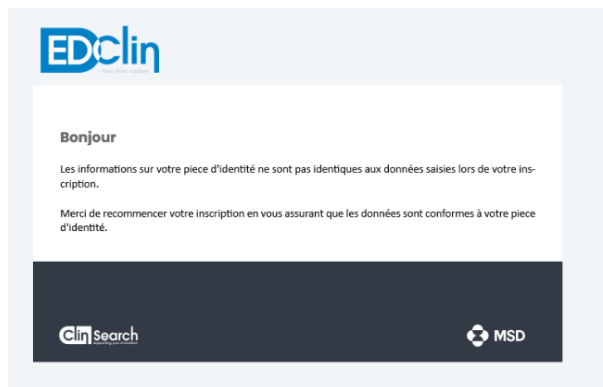 EDClin
Bonjour
Les informations sur votre piece d'identité ne sont pas identiques aux données saisies lors de votre ins-
cription.
Merci de recommencer votre inscription en vous assurant que les données sont conformes à votre piece
d'identité.
Clin Search
MSD